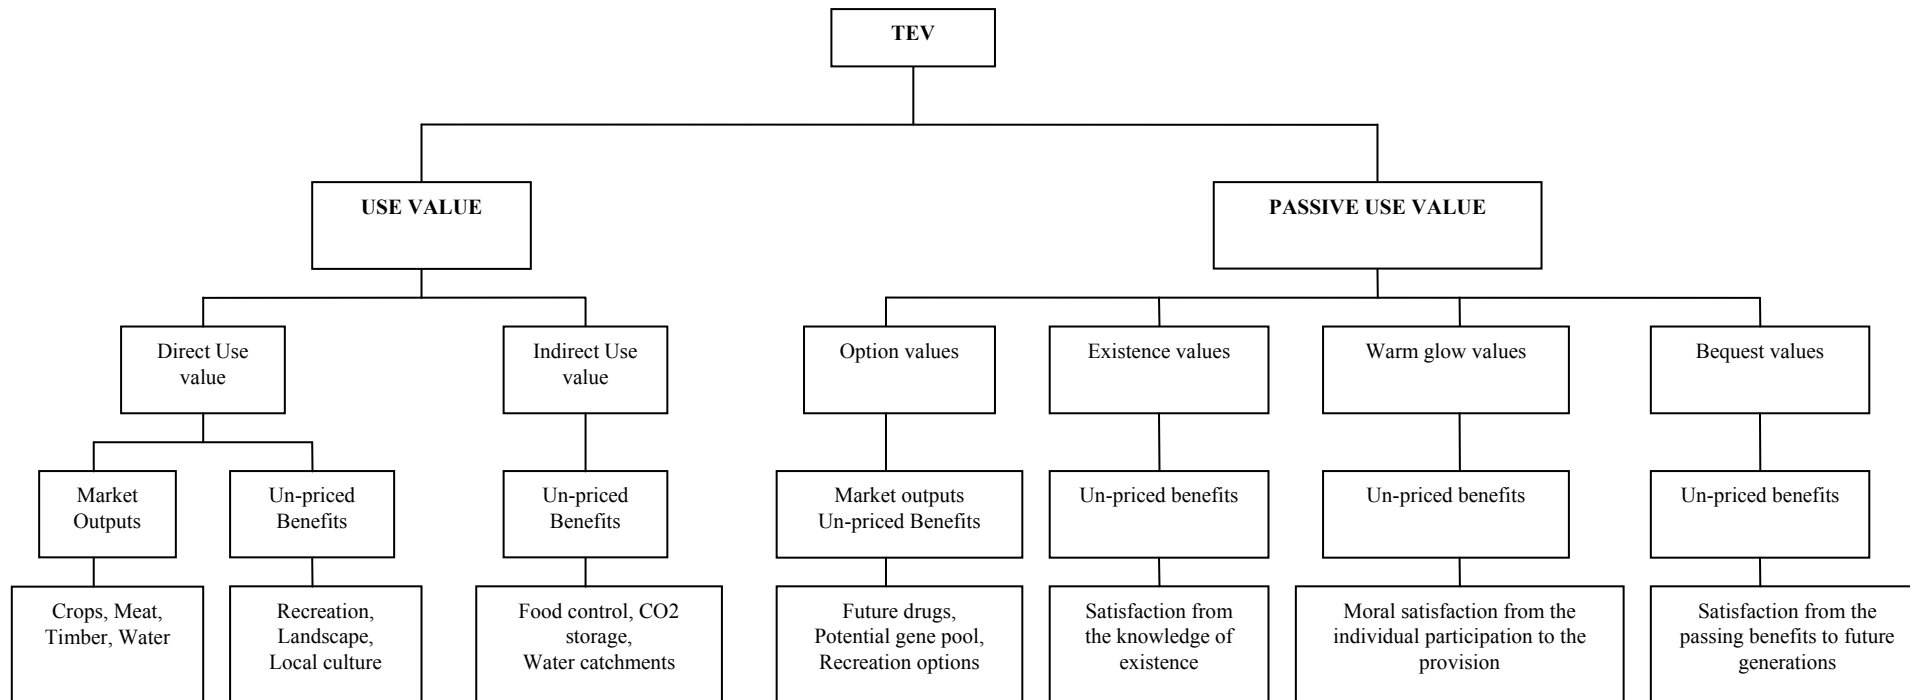 TEV
USE VALUE
PASSIVE USE VALUE
Direct Use
value
Indirect Use
value
Option values
Existence values
Warm glow values
Bequest values
Market
Outputs
Un-priced
Benefits
Un-priced
Benefits
Market outputs
Un-priced Benefits
Un-priced benefits
Un-priced benefits
Un-priced benefits
Crops, Meat,
Timber, Water
Recreation,
Landscape,
Local culture
Food control, CO2
storage,
Water catchments
Future drugs,
Potential gene pool,
Recreation options
Satisfaction from
the knowledge of
existence
Moral satisfaction from the
individual participation to the
provision
Satisfaction from the
passing benefits to future
generations